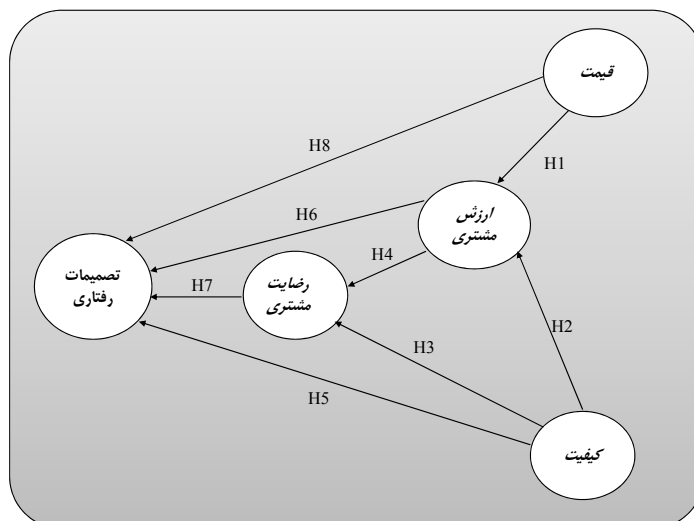 قیمت
H8
H1
ارزش
مشتری
H6
H4
تصمیمات
رفتاری
رضایت
مشتری
H7
H2
H3
H5
کیفیت